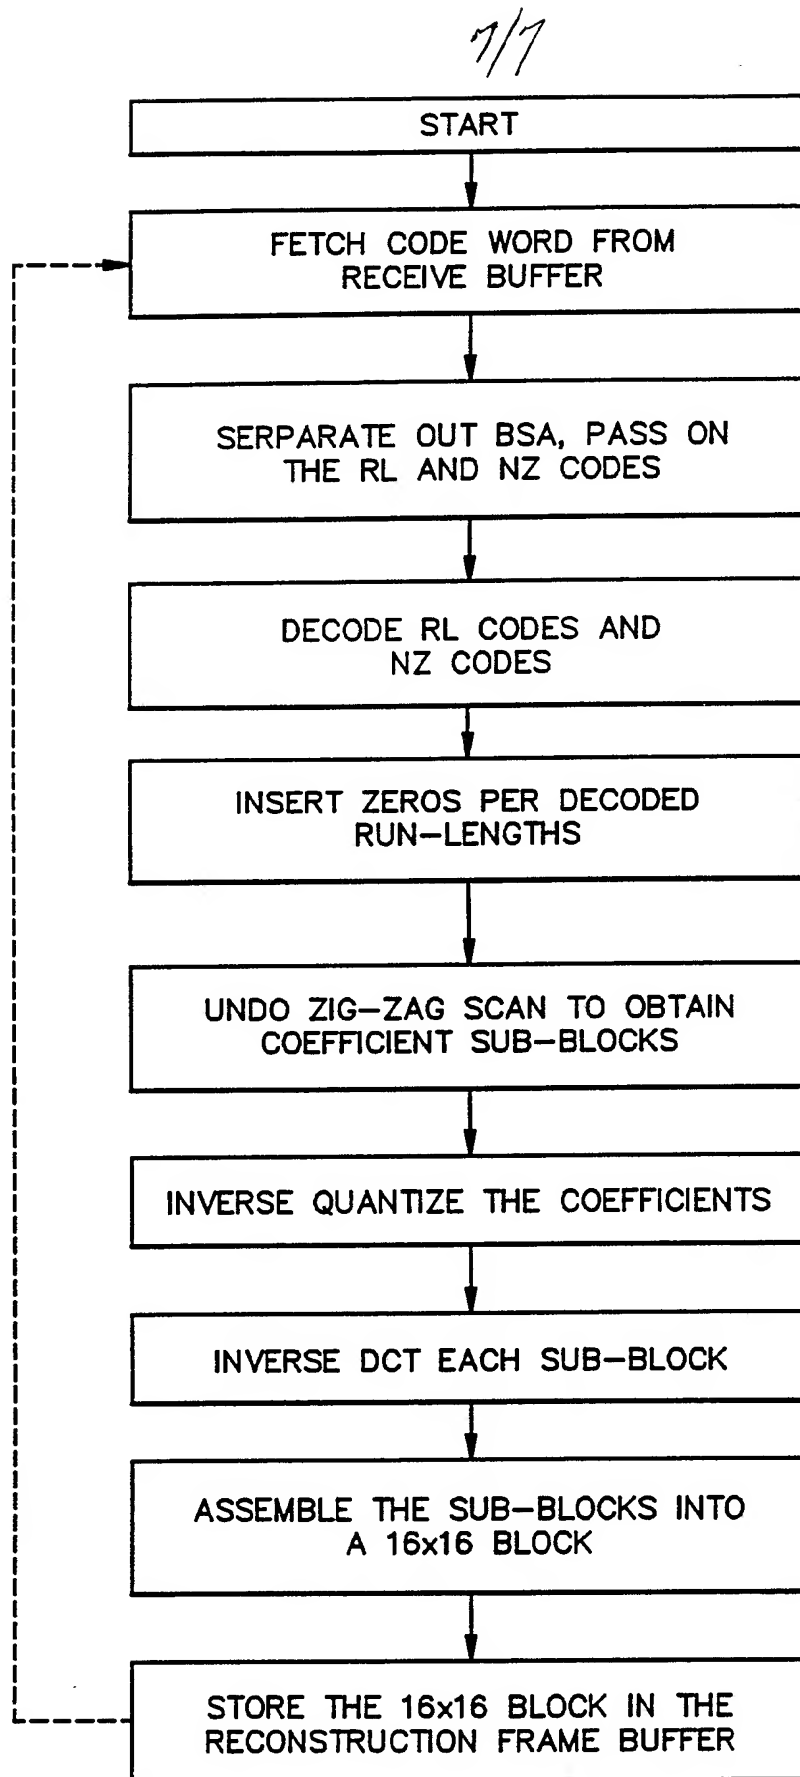 7/7
START
FETCH CODE WORD FROM
RECEIVE BUFFER
SERPARATE OUT BSA, PASS ON
THE RL AND NZ CODES
DECODE RL CODES AND
NZ CODES
INSERT ZEROS PER DECODED
RUN-LENGTHS
UNDO ZIG-ZAG SCAN TO OBTAIN
COEFFICIENT SUB-BLOCKS
INVERSE QUANTIZE THE COEFFICIENTS
INVERSE DCT EACH SUB-BLOCK
ASSEMBLE THE SUB-BLOCKS INTO
A 16x16 BLOCK
STORE THE 16x16 BLOCK IN THE
RECONSTRUCTION FRAME BUFFER